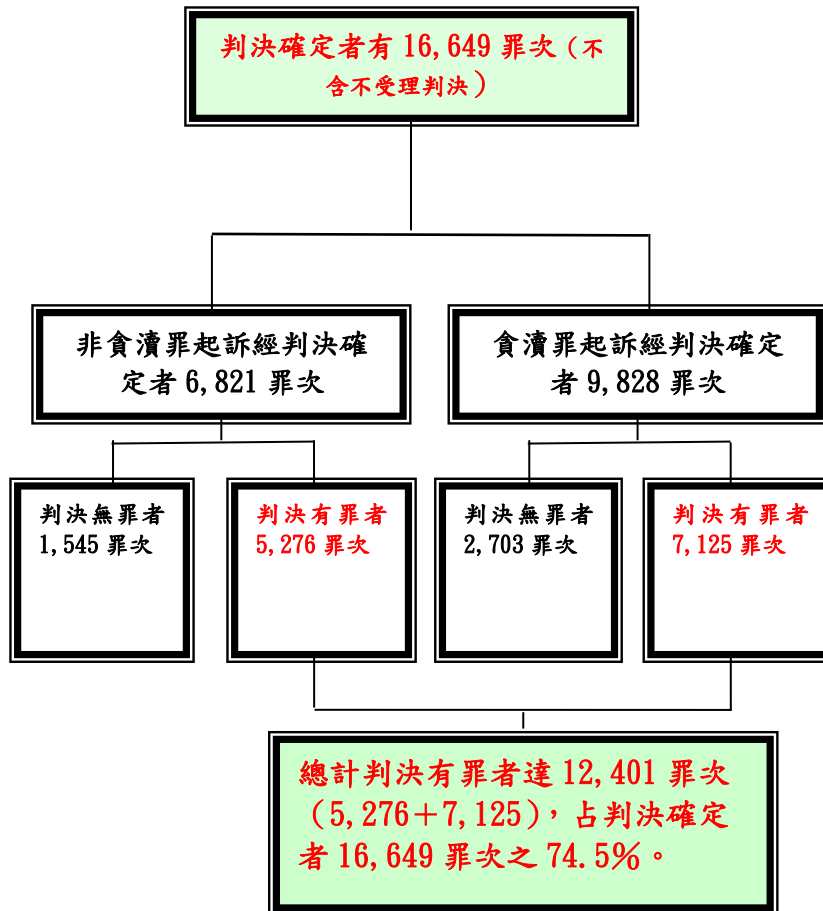 判決確定者有 16,649 罪次（不
含不受理判決）
非貪瀆罪起訴經判決確
定者 6,821 罪次
貪瀆罪起訴經判決確定
者 9,828 罪次
判決無罪者
1,545 罪次
判決有罪者
5,276 罪次
判決無罪者
2,703 罪次
判決有罪者
7,125 罪次
總計判決有罪者達 12,401 罪次
（5,276＋7,125），占判決確定
者 16,649 罪次之 74.5％。